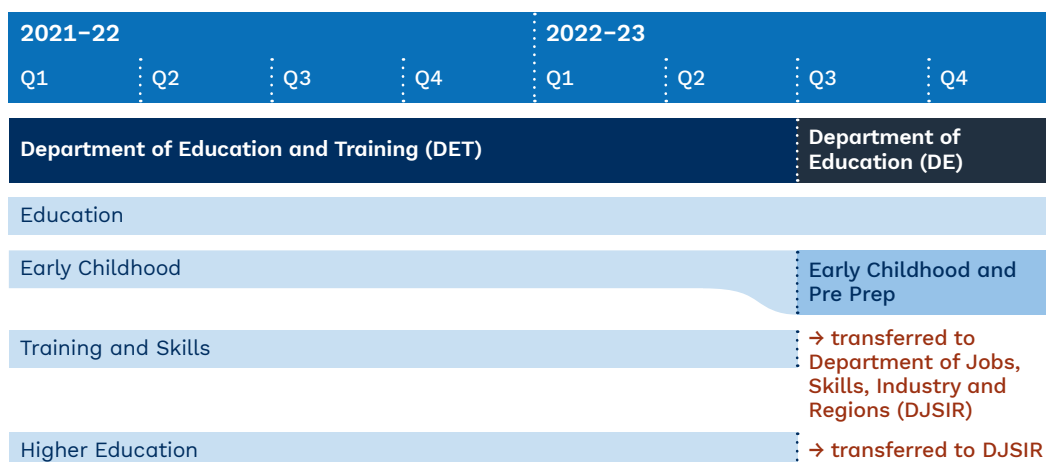 2021–22 2022–23
Q1 Q2 Q3 Q4 Q1 Q2 Q3 Q4
Department of Education and Training (DET)
Department of
Education (DE)
Education
Early Childhood
Early Childhood and
Pre Prep
Training and Skills
→ transferred to
Department of Jobs,
Skills, Industry and
Regions (DJSIR)
Higher Education
→ transferred to DJSIR